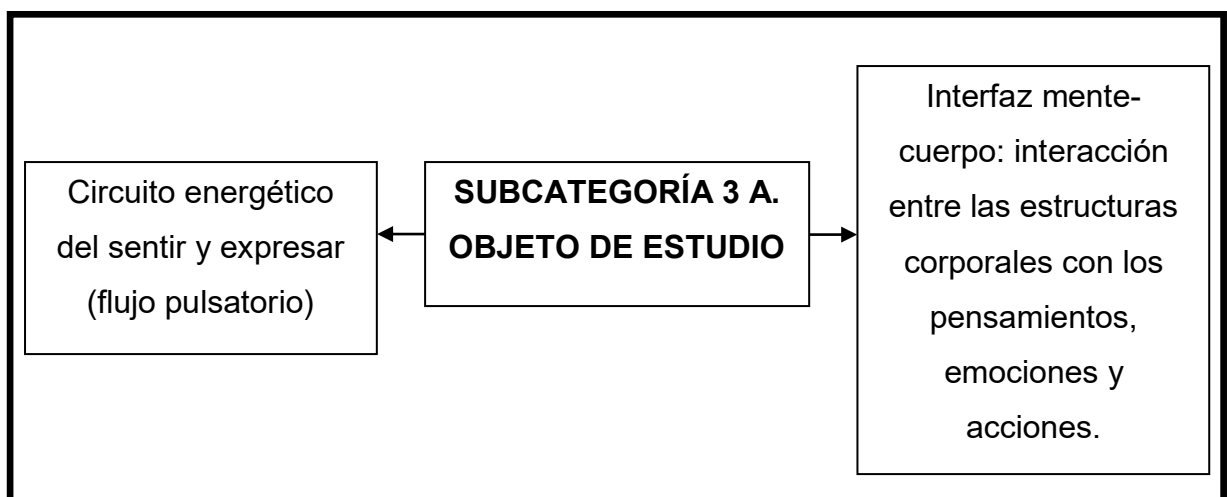 Circuito energético
del sentir y expresar
(flujo pulsatorio)
SUBCATEGORÍA 3 A.
OBJETO DE ESTUDIO
Interfaz mente-
cuerpo: interacción
entre las estructuras
corporales con los
pensamientos,
emociones y
acciones.